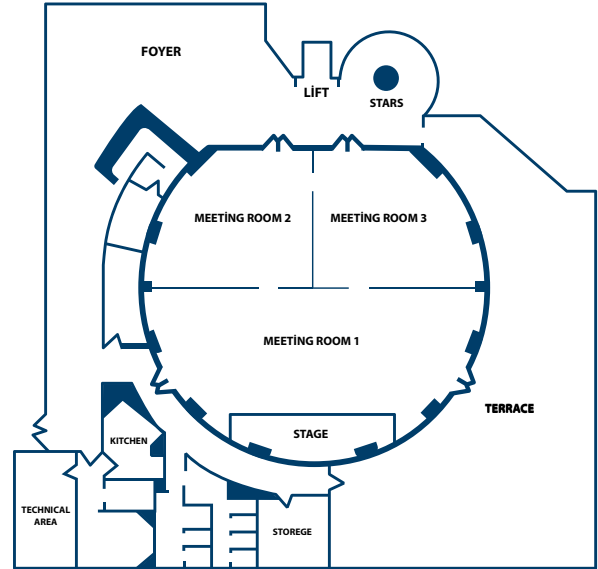 FOYER
LİFT
STARS
MEETİNG ROOM 2
MEETİNG ROOM 3
MEETİNG ROOM 1
TERRACE
STAGE
KITCHEN
TECHNICAL
AREA
STOREGE